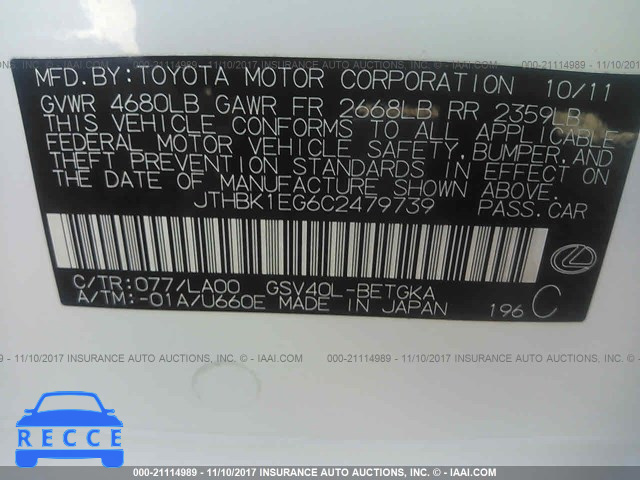 000-21114989 - 11/10/2017 INSURANCE AUTO AUCTIONS - © IAAI.COM
MFD.BY:TOYOTA MOTOR CORPORATION 10/11
GVWR 4680LB GAWR FR 2668LB RR 2359LB
THIS VEHICLE CONFORMS TO ALL APPLICABLE
FEDERAL MOTOR VEHICLE SAFETY,BUMPER,AND
THEFT PREVENTION STANDARDS IN EFFECT ON
THE DATE OF MANUFACTURE SHOWN ABOVE.
JTHBK1EG6C2479739 PASS.CAR
C/TR:077/LA00 GSV40L-BETGKA
A/TM:-01A/U660E MADE IN JAPAN 196 C
000-21114989 - 11/10/2017 INSURANCE AUTO AUCTIONS - © IAAI.COM
RECCE
000-21114989 - 11/10/2017 INSURANCE AUTO AUCTIONS - © IAAI.COM